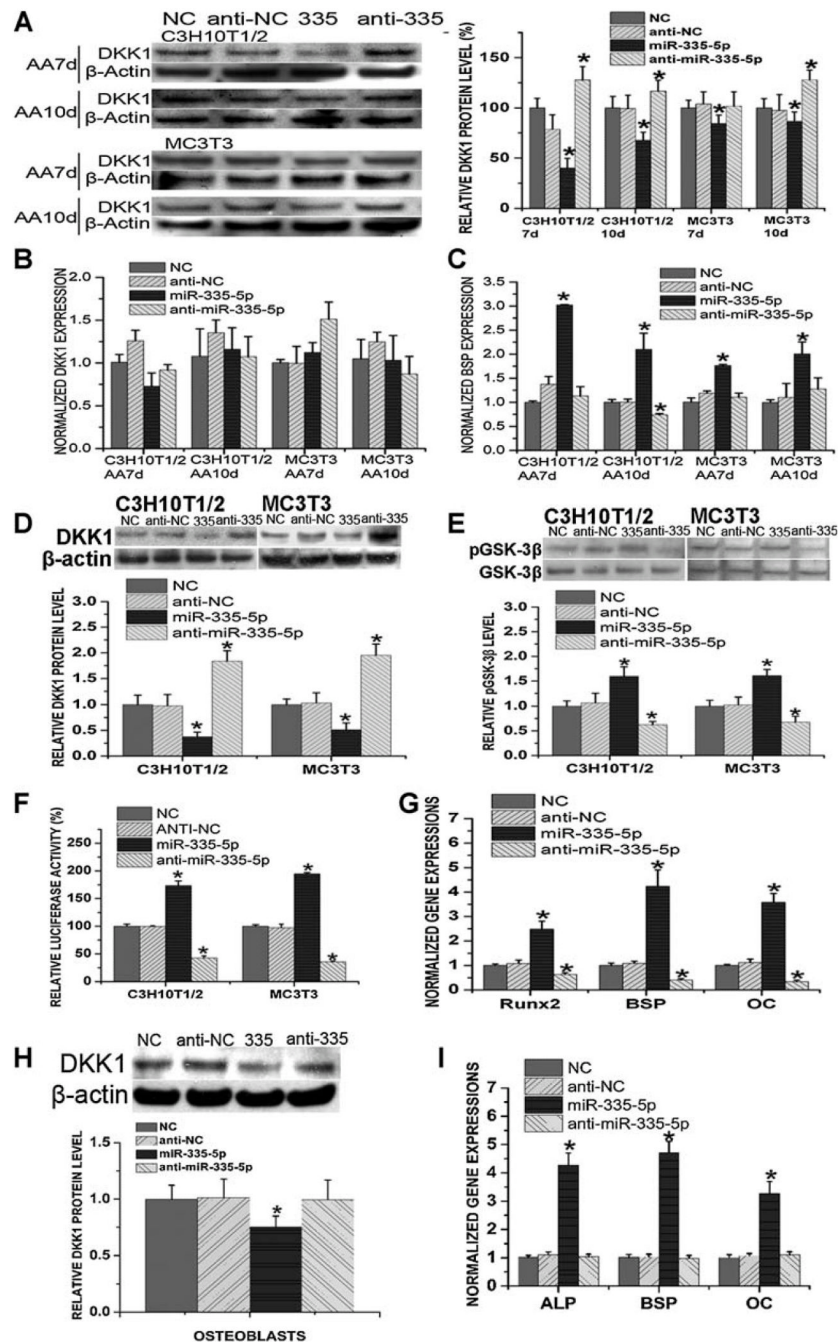 A
NC anti-NC 335 anti-335
C3H10T1/2
AA7d
DKK1
β-Actin
AA10d
DKK1
β-Actin
MC3T3
AA7d
DKK1
β-Actin
AA10d
DKK1
β-Actin
NC
anti-NC
miR-335-5p
anti-miR-335-5p
RELATIVE DKK1 PROTEIN LEVEL (%)
150
100
50
0
C3H10T1/2 C3H10T1/2 MC3T3 MC3T3
7d 10d 7d 10d
B
NC
anti-NC
miR-335-5p
anti-miR-335-5p
NORMALIZED DKK1 EXPRESSION
2.0
1.5
1.0
0.5
0.0
C3H10T1/2 C3H10T1/2 MC3T3 MC3T3
AA7d AA10d AA7d AA10d
C
NC
anti-NC
miR-335-5p
anti-miR-335-5p
NORMALIZED BSP EXPRESSION
3.5
3.0
2.5
2.0
1.5
1.0
0.5
0.0
C3H10T1/2 C3H10T1/2 MC3T3 MC3T3
AA7d AA10d AA7d AA10d
D
C3H10T1/2 MC3T3
NC anti-NC 335 anti-335 NC anti-NC 335 anti-335
DKK1
β-actin
NC
anti-NC
miR-335-5p
anti-miR-335-5p
RELATIVE DKK1 PROTEIN LEVEL
3.0
2.5
2.0
1.5
1.0
0.5
0.0
C3H10T1/2 MC3T3
E
C3H10T1/2 MC3T3
NC anti-NC 335 anti-335 NC anti-NC 335 anti-335
pGSK-3β
GSK-3β
NC
anti-NC
miR-335-5p
anti-miR-335-5p
RELATIVE pGSK-3β LEVEL
3.0
2.5
2.0
1.5
1.0
0.5
0.0
C3H10T1/2 MC3T3
F
NC
ANTI-NC
miR-335-5p
anti-miR-335-5p
RELATIVE LUCIFERASE ACTIVITY (%)
300
250
200
150
100
50
0
C3H10T1/2 MC3T3
G
NC
anti-NC
miR-335-5p
anti-miR-335-5p
NORMALIZED GENE EXPRESSIONS
7
6
5
4
3
2
1
0
Runx2 BSP OC
H
NC anti-NC 335 anti-335
DKK1
β-actin
NC
anti-NC
miR-335-5p
anti-miR-335-5p
RELATIVE DKK1 PROTEIN LEVEL
1.5
1.0
0.5
0.0
OSTEOBLASTS
I
NC
anti-NC
miR-335-5p
anti-miR-335-5p
NORMALIZED GENE EXPRESSIONS
7
6
5
4
3
2
1
0
ALP BSP OC